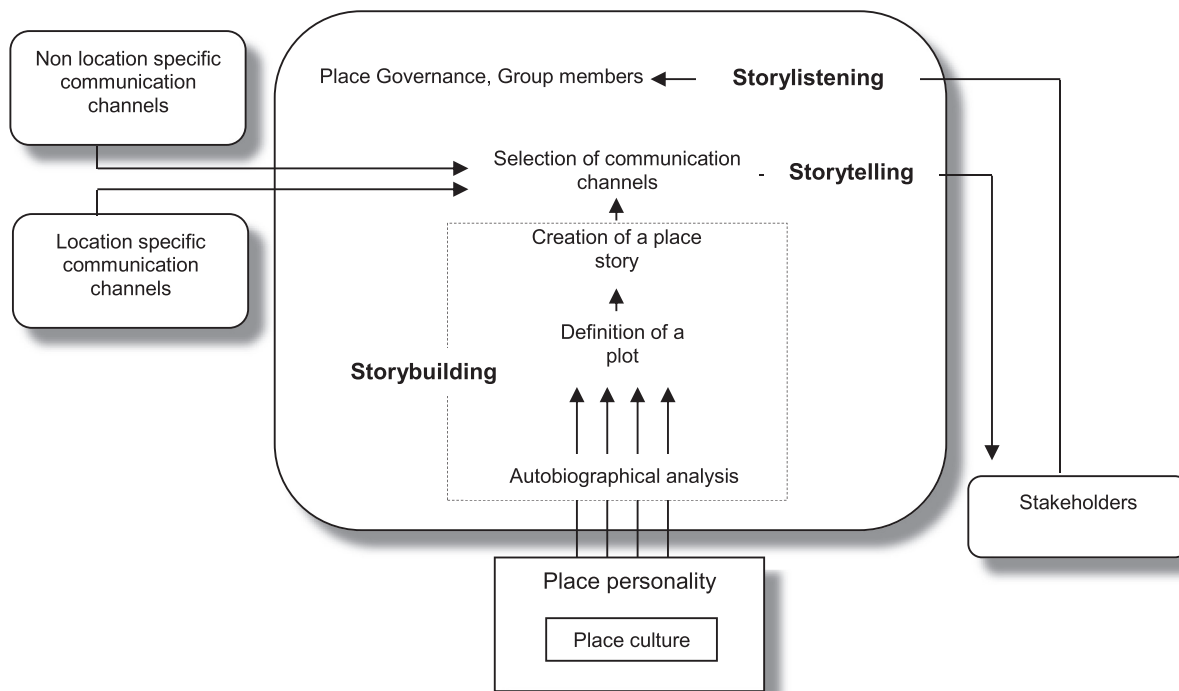 Non location specific
communication
channels
Place Governance, Group members
Storylistening
Selection of communication
channels
Storytelling
Location specific
communication
channels
Creation of a place
story
Definition of a
plot
Storybuilding
Autobiographical analysis
Stakeholders
Place personality
Place culture